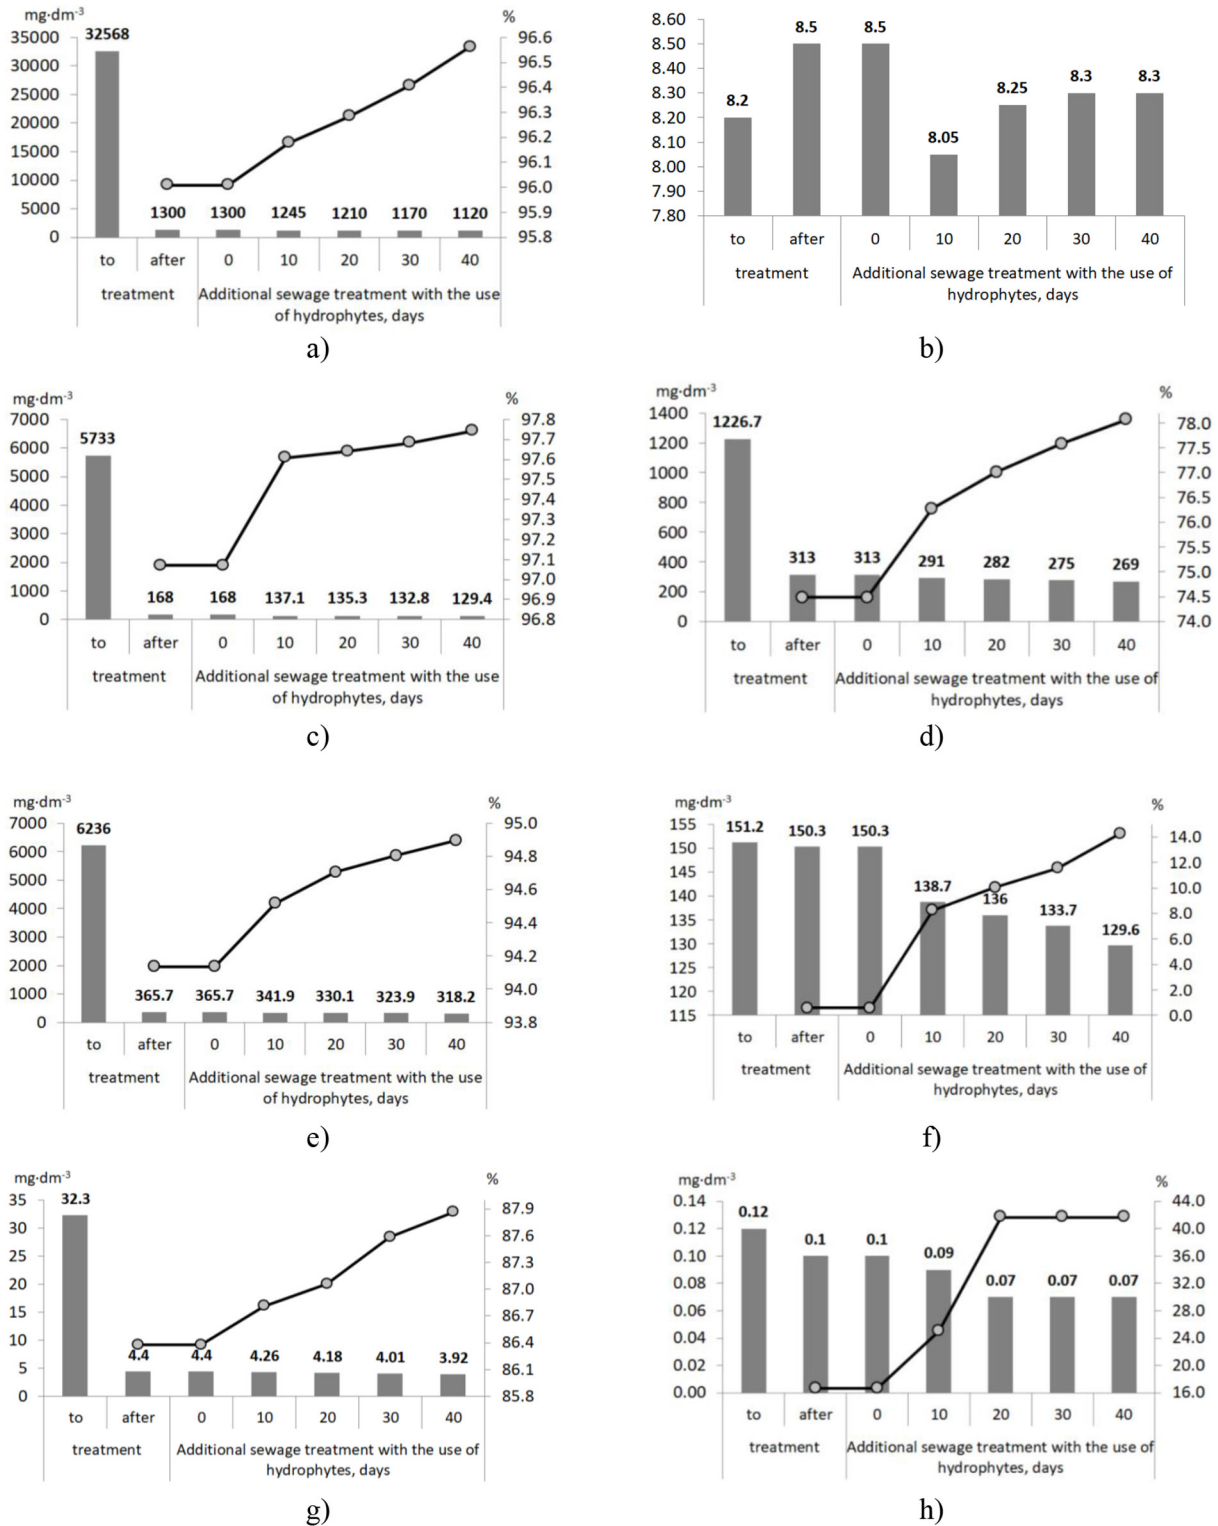 mg·dm-3 %
32568
35000 96.6
30000 96.5
25000 96.4
20000 96.3
15000 96.2
10000 96.1
5000 96.0
0 95.9
95.8
1300 1300 1245 1210 1170 1120
to after 0 10 20 30 40
treatment Additional sewage treatment with the use
of hydrophytes, days
a)
8.60
8.50
8.40
8.30
8.20
8.10
8.00
7.90
7.80
8.2 8.5 8.5 8.05 8.25 8.3 8.3
to after 0 10 20 30 40
treatment Additional sewage treatment with the use of
hydrophytes, days
b)
mg·dm-3 %
7000 97.8
6000 97.7
5000 97.6
4000 97.5
3000 97.4
2000 97.3
1000 97.2
0 97.1
97.0
96.9
96.8
5733 168 168 137.1 135.3 132.8 129.4
to after 0 10 20 30 40
treatment Additional sewage treatment with the use
of hydrophytes, days
c)
mg·dm-3 %
1400 78.0
1200 77.5
1000 77.0
800 76.5
600 76.0
400 75.5
200 75.0
0 74.5
74.0
1226.7 313 313 291 282 275 269
to after 0 10 20 30 40
treatment Additional sewage treatment with the use of
hydrophytes, days
d)
mg·dm-3 %
7000 95.0
6000 94.8
5000 94.6
4000 94.4
3000 94.2
2000 94.0
1000 93.8
0
6236 365.7 365.7 341.9 330.1 323.9 318.2
to after 0 10 20 30 40
treatment Additional sewage treatment with the use
of hydrophytes, days
e)
mg·dm-3 %
155 14.0
150 12.0
145 10.0
140 8.0
135 6.0
130 4.0
125 2.0
120 0.0
115
151.2 150.3 150.3 138.7 136 133.7 129.6
to after 0 10 20 30 40
treatment Additional sewage treatment with the use of
hydrophytes, days
f)
mg·dm-3 %
35 87.9
30 87.6
25 87.3
20 87.0
15 86.7
10 86.4
5 86.1
0 85.8
32.3 4.4 4.4 4.26 4.18 4.01 3.92
to after 0 10 20 30 40
treatment Additional sewage treatment with the use of
hydrophytes, days
g)
mg·dm-3 %
0.14 44.0
0.12 40.0
0.10 36.0
0.08 32.0
0.06 28.0
0.04 24.0
0.02 20.0
0.00 16.0
0.12 0.1 0.1 0.09 0.07 0.07 0.07
to after 0 10 20 30 40
treatment Additional sewage treatment with the use of
hydrophytes, days
h)